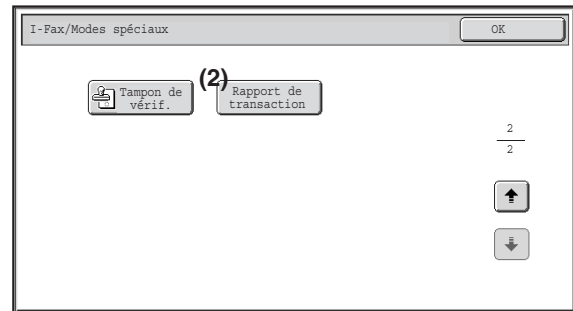 I-Fax/Modes spéciaux
OK
Tampon de
vérif.
(2)
Rapport de
transaction
2
2